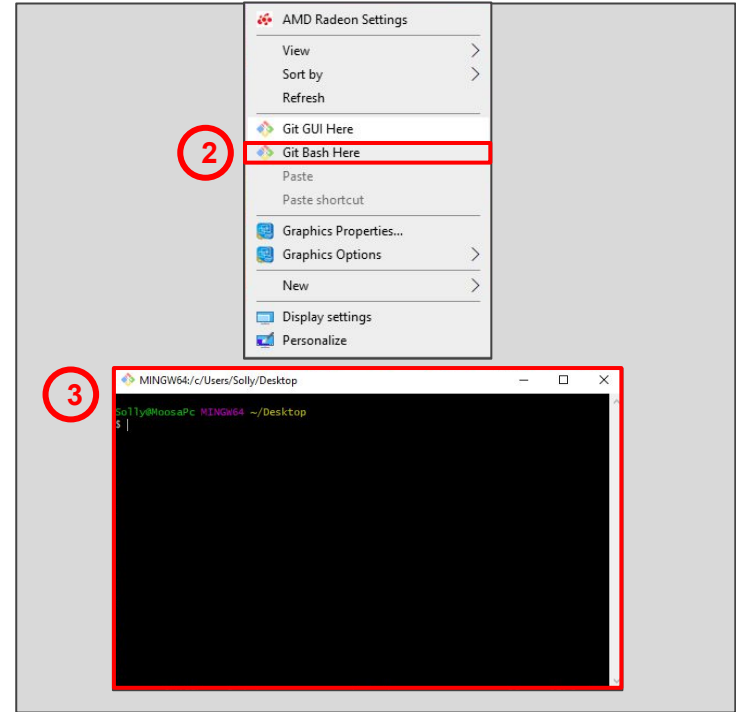 AMD Radeon Settings
View
Sort by
Refresh
Git GUI Here
2
Git Bash Here
Paste
Paste shortcut
Graphics Properties...
Graphics Options
New
Display settings
Personalize
3
MINGW64:/c/Users/Solly/Desktop
Solly@MoosaPc MINGW64 ~/Desktop
$